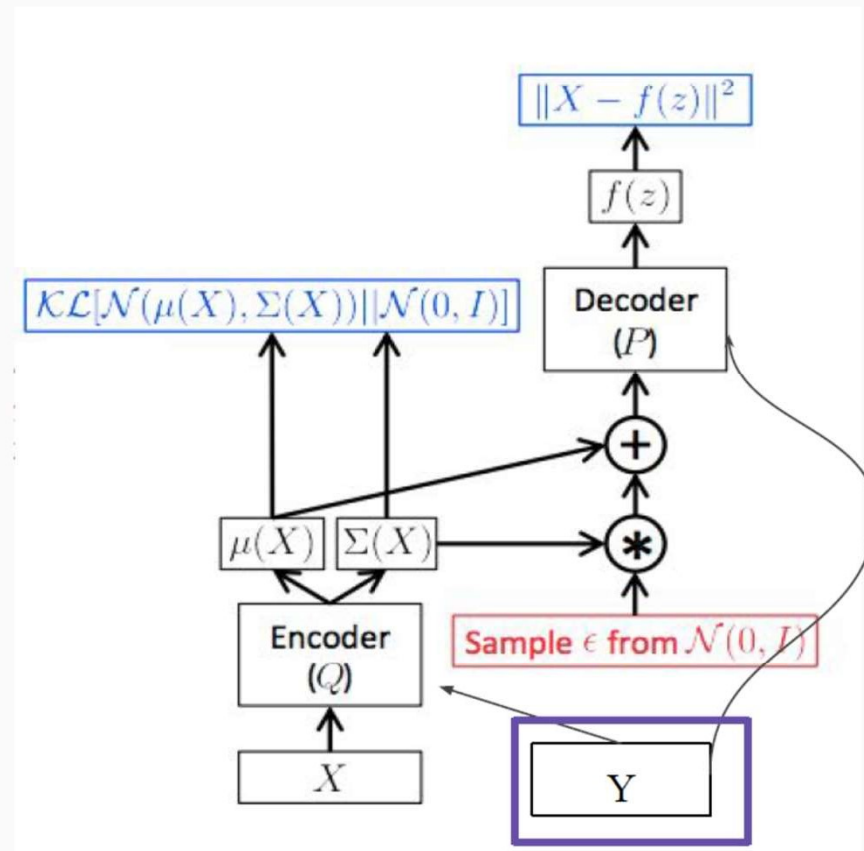 ‖X − f(z)‖²
f(z)
𝒦ℒ[𝒩(μ(X), Σ(X))||𝒩(0, I)]
Decoder
(P)
+
μ(X)
Σ(X)
*
Encoder
(Q)
Sample ϵ from 𝒩(0, I)
X
Y